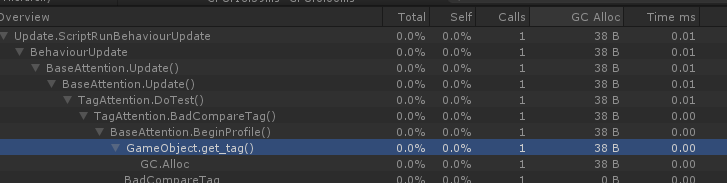 Overview Total Self Calls GC Alloc Time ms
Update.ScriptRunBehaviourUpdate 0.0% 0.0% 1 38 B 0.01
BehaviourUpdate 0.0% 0.0% 1 38 B 0.01
BaseAttention.Update() 0.0% 0.0% 1 38 B 0.01
BaseAttention.Update() 0.0% 0.0% 1 38 B 0.01
TagAttention.DoTest() 0.0% 0.0% 1 38 B 0.01
TagAttention.BadCompareTag() 0.0% 0.0% 1 38 B 0.00
BaseAttention.BeginProfile() 0.0% 0.0% 1 38 B 0.00
GameObject.get_tag() 0.0% 0.0% 1 38 B 0.00
GC.Alloc 0.0% 0.0% 1 38 B 0.00
BadCompareTag 0.0% 0.0% 1 0 B 0.00